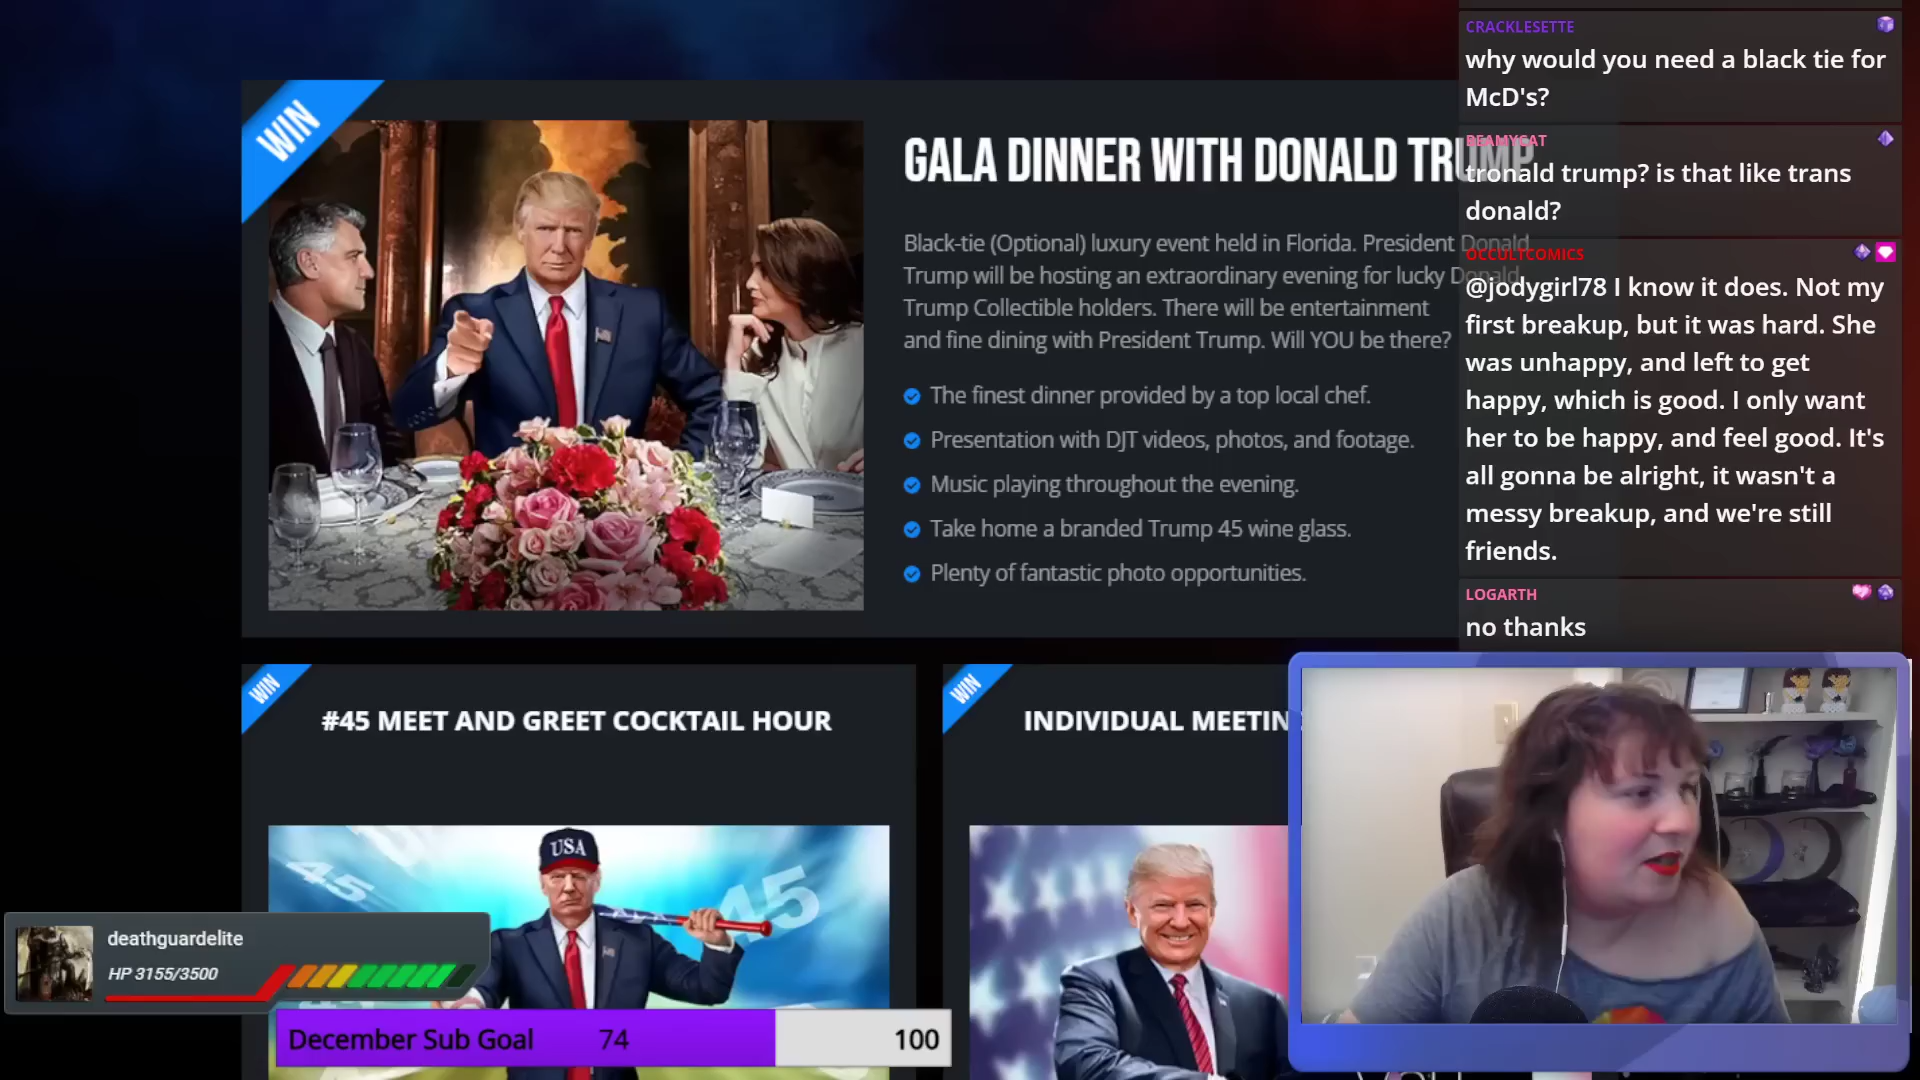 WIN
GALA DINNER WITH DONALD TRUMP
Black-tie (Optional) luxury event held in Florida. President Donald
Trump will be hosting an extraordinary evening for lucky Donald
Trump Collectible holders. There will be entertainment
and fine dining with President Trump. Will YOU be there?
The finest dinner provided by a top local chef.
Presentation with DJT videos, photos, and footage.
Music playing throughout the evening.
Take home a branded Trump 45 wine glass.
Plenty of fantastic photo opportunities.
WIN
#45 MEET AND GREET COCKTAIL HOUR
USA
45
45
WIN
INDIVIDUAL MEETIN
CRACKLESETTE
why would you need a black tie for
McD's?
BEAMYCAT
tronald trump? is that like trans
donald?
OCCULTCOMICS
@jodygirl78 I know it does. Not my
first breakup, but it was hard. She
was unhappy, and left to get
happy, which is good. I only want
her to be happy, and feel good. It's
all gonna be alright, it wasn't a
messy breakup, and we're still
friends.
LOGARTH
no thanks
deathguardelite
HP 3155/3500
December Sub Goal 74 100